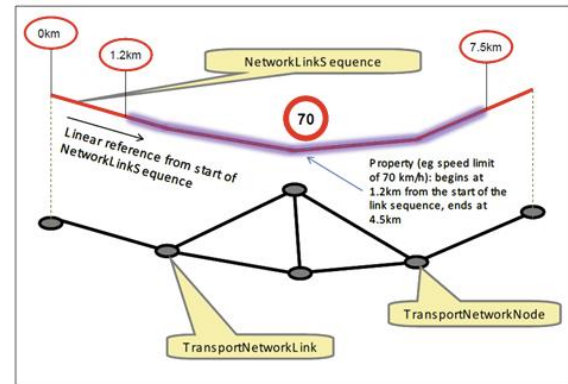 0km
1.2km
7.5km
NetworkLinkSequence
70
Linear reference from start of
NetworkLinkSequence
Property (eg speed limit
of 70 km/h): begins at
1.2km from the start of the
link sequence, ends at
4.5km
TransportNetworkNode
TransportNetworkLink